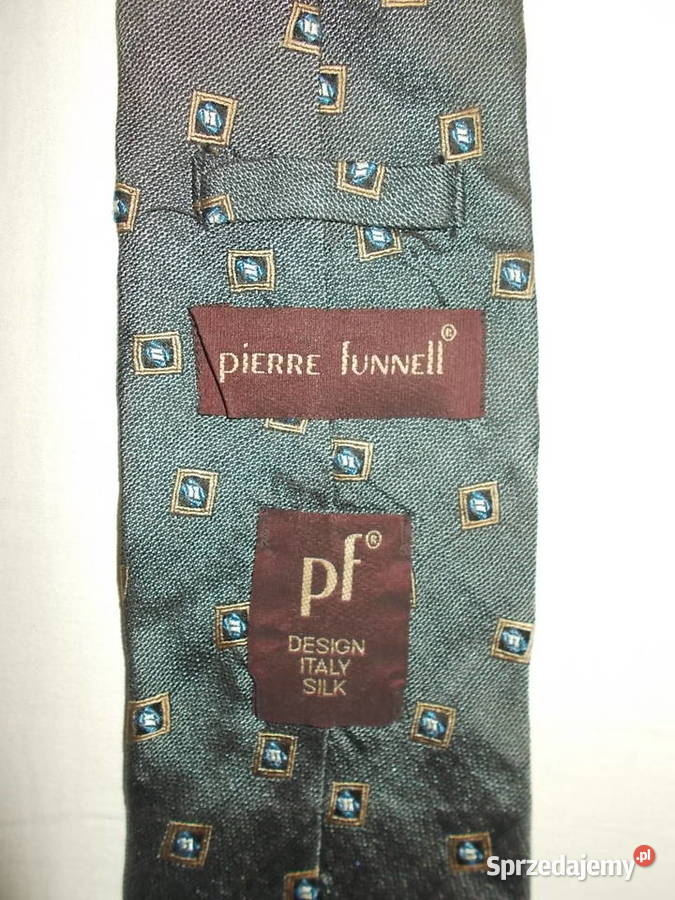 pierre funnell®
pf®
DESIGN
ITALY
SILK
Sprzedajemy.pl